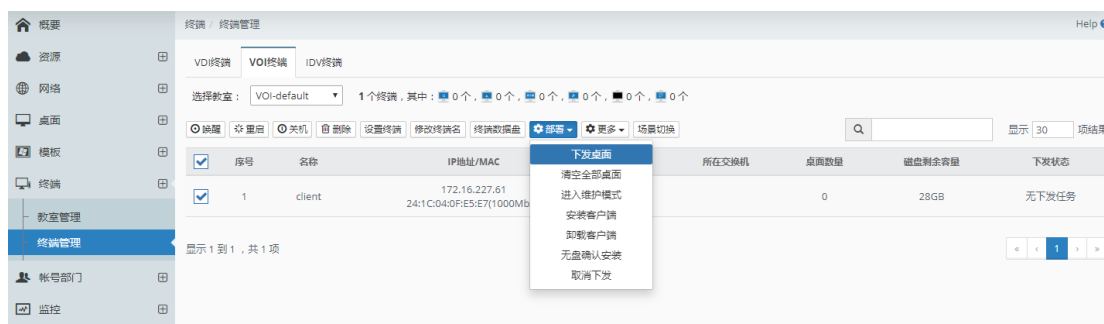 概要
终端 / 终端管理
Help
资源
网络
桌面
模板
终端
教室管理
终端管理
帐号部门
监控
VDI终端 VOI终端 IDV终端
选择教室： VOI-default 1 个终端，其中： 0 个， 0 个， 0 个， 0 个， 0 个， 0 个
唤醒 重启 关机 删除 设置终端 修改终端名 终端数据盘 部署 更多 场景切换
显示 30 项结果
序号 名称 IP地址/MAC 所在交换机 桌面数量 磁盘剩余容量 下发状态
1 client 172.16.227.61 0 28GB 无下发任务
24:1C:04:0F:E5:E7(1000Mb
下发桌面
清空全部桌面
进入维护模式
安装客户端
卸载客户端
无盘确认安装
取消下发
显示 1 到 1 ，共 1 项
« ‹ 1 › »